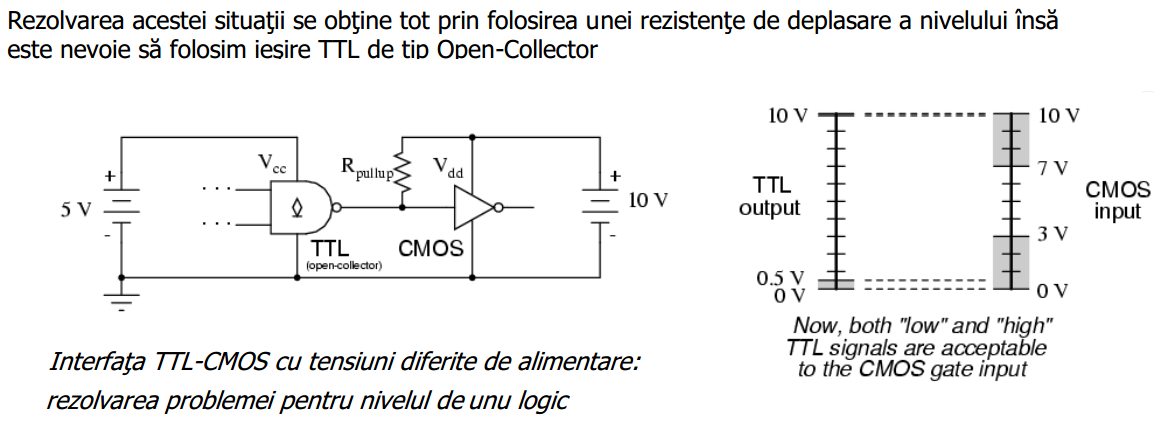 Rezolvarea acestei situaţii se obţine tot prin folosirea unei rezistenţe de deplasare a nivelului însă
este nevoie să folosim ieşire TTL de tip Open-Collector
10 V
10 V
V cc
R pullup
V dd
7 V
+
+
TTL
output
CMOS
input
5 V
10 V
-
-
3 V
TTL
CMOS
(open-collector)
0.5 V
0 V
0 V
Now, both "low" and "high"
TTL signals are acceptable
to the CMOS gate input
Interfaţa TTL-CMOS cu tensiuni diferite de alimentare:
rezolvarea problemei pentru nivelul de unu logic